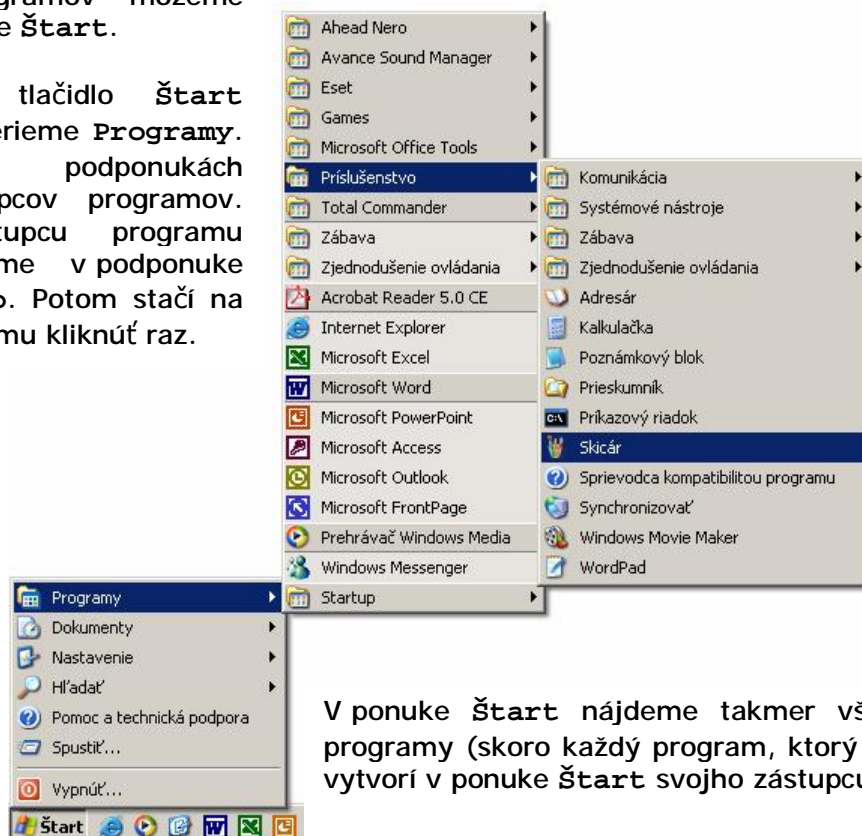 gramov môžeme
e Štart.
tlačidlo Štart
erieme Programy.
podponukách
pcov programov.
tupcu programu
me v podponuke
. Potom stačí na
mu kliknúť raz.
Ahead Nero
Avance Sound Manager
Eset
Games
Microsoft Office Tools
Príslušenstvo
Total Commander
Zábava
Zjednodušenie ovládania
Acrobat Reader 5.0 CE
Internet Explorer
Microsoft Excel
Microsoft Word
Microsoft PowerPoint
Microsoft Access
Microsoft Outlook
Microsoft FrontPage
Prehrávač Windows Media
Windows Messenger
Startup
Komunikácia
Systémové nástroje
Zábava
Zjednodušenie ovládania
Adresár
Kalkulačka
Poznámkový blok
Prieskumník
Príkazový riadok
Skicár
Sprievodca kompatibilitou programu
Synchronizovať
Windows Movie Maker
WordPad
Programy
Dokumenty
Nastavenie
Hľadať
Pomoc a technická podpora
Spustiť...
Vypnúť...
Štart
V ponuke Štart nájdeme takmer vš
programy (skoro každý program, ktorý
vytvorí v ponuke Štart svojho zástupcu